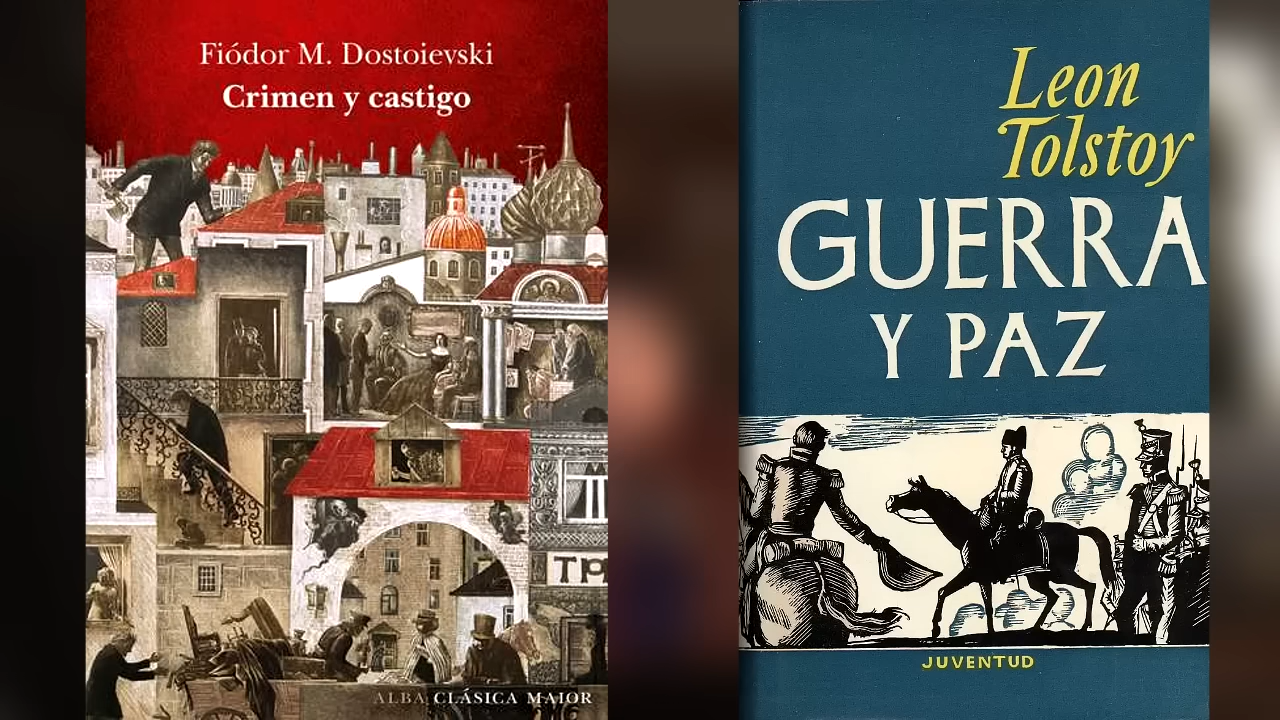 Fiódor M. Dostoievski
Crimen y castigo
ТР
ALBA CLÁSICA MAIOR
Leon
Tolstoy
GUERRA
Y PAZ
JUVENTUD